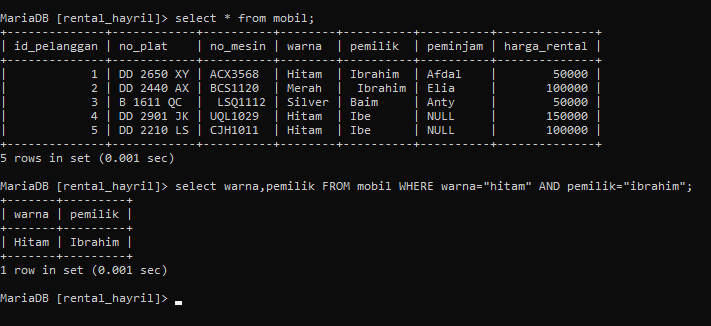 MariaDB [rental_hayril]> select * from mobil;
+--------------+------------+----------+--------+----------+----------+--------------+
| id_pelanggan | no_plat    | no_mesin | warna  | pemilik  | peminjam | harga_rental |
+--------------+------------+----------+--------+----------+----------+--------------+
|            1 | DD 2650 XY | ACX3568  | Hitam  | Ibrahim  | Afdal    |        50000 |
|            2 | DD 2440 AX | BCS1120  | Merah  |  Ibrahim | Elia     |       100000 |
|            3 | B 1611 QC  |  LSQ1112 | Silver | Baim     | Anty     |        50000 |
|            4 | DD 2901 JK | UQL1029  | Hitam  | Ibe      | NULL     |       150000 |
|            5 | DD 2210 LS | CJH1011  | Hitam  | Ibe      | NULL     |       100000 |
+--------------+------------+----------+--------+----------+----------+--------------+
5 rows in set (0.001 sec)
MariaDB [rental_hayril]> select warna,pemilik FROM mobil WHERE warna="hitam" AND pemilik="ibrahim";
+-------+---------+
| warna | pemilik |
+-------+---------+
| Hitam | Ibrahim |
+-------+---------+
1 row in set (0.001 sec)
MariaDB [rental_hayril]>